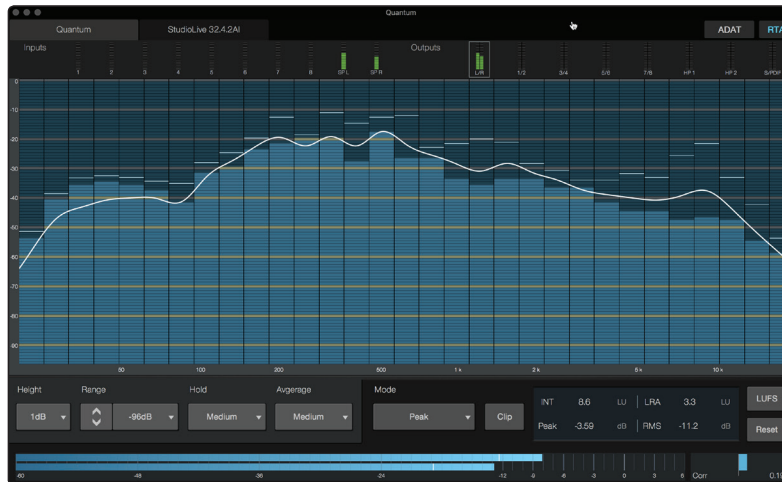 Quantum
Quantum StudioLive 32.4.2AI ADAT RTA
Inputs Outputs
1 2 3 4 5 6 7 8 SP L SP R L/R 1/2 3/4 5/6 7/8 HP 1 HP 2 S/PDIF
0
-10
-20
-30
-40
-50
-60
-70
-80
-90
50 100 200 500 1 k 2 k 5 k 10 k
Height Range Hold Avgerage Mode
1dB -96dB Medium Medium Peak Clip
INT 8.6 LU LRA 3.3 LU LUFS
Peak -3.59 dB RMS -11.2 dB Reset
-60 -48 -36 -24 -12 -9 -6 -3 0 3 6 Corr 0.19